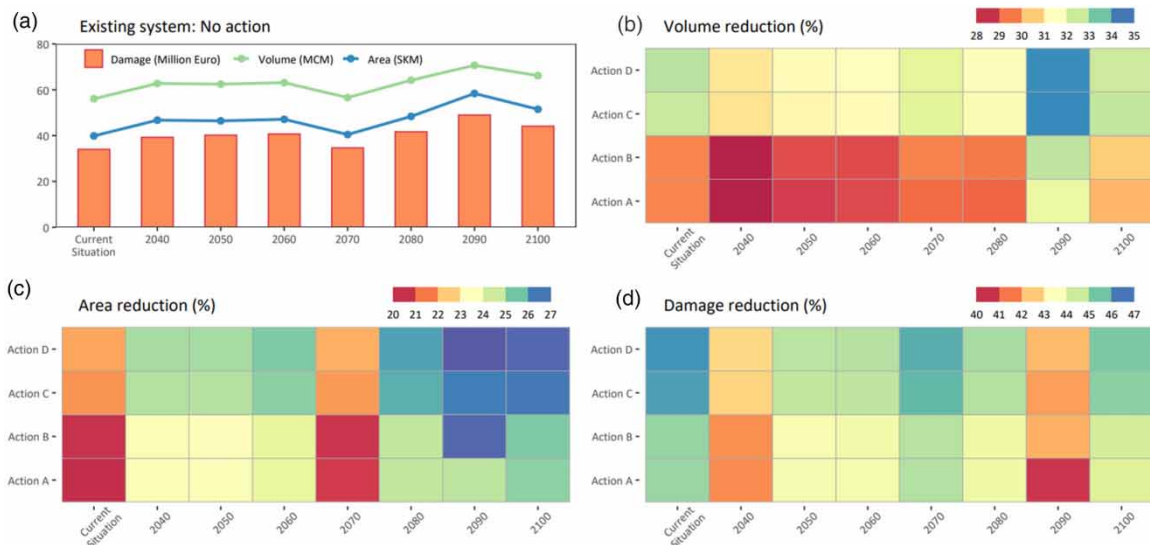 (a) Existing system: No action
80
60
40
20
0
Damage (Million Euro) Volume (MCM) Area (SKM)
Current Situation 2040 2050 2060 2070 2080 2090 2100
(b) Volume reduction (%)
28 29 30 31 32 33 34 35
Action D
Action C
Action B
Action A
Current Situation 2040 2050 2060 2070 2080 2090 2100
(c) Area reduction (%)
20 21 22 23 24 25 26 27
Action D
Action C
Action B
Action A
Current Situation 2040 2050 2060 2070 2080 2090 2100
(d) Damage reduction (%)
40 41 42 43 44 45 46 47
Action D
Action C
Action B
Action A
Current Situation 2040 2050 2060 2070 2080 2090 2100